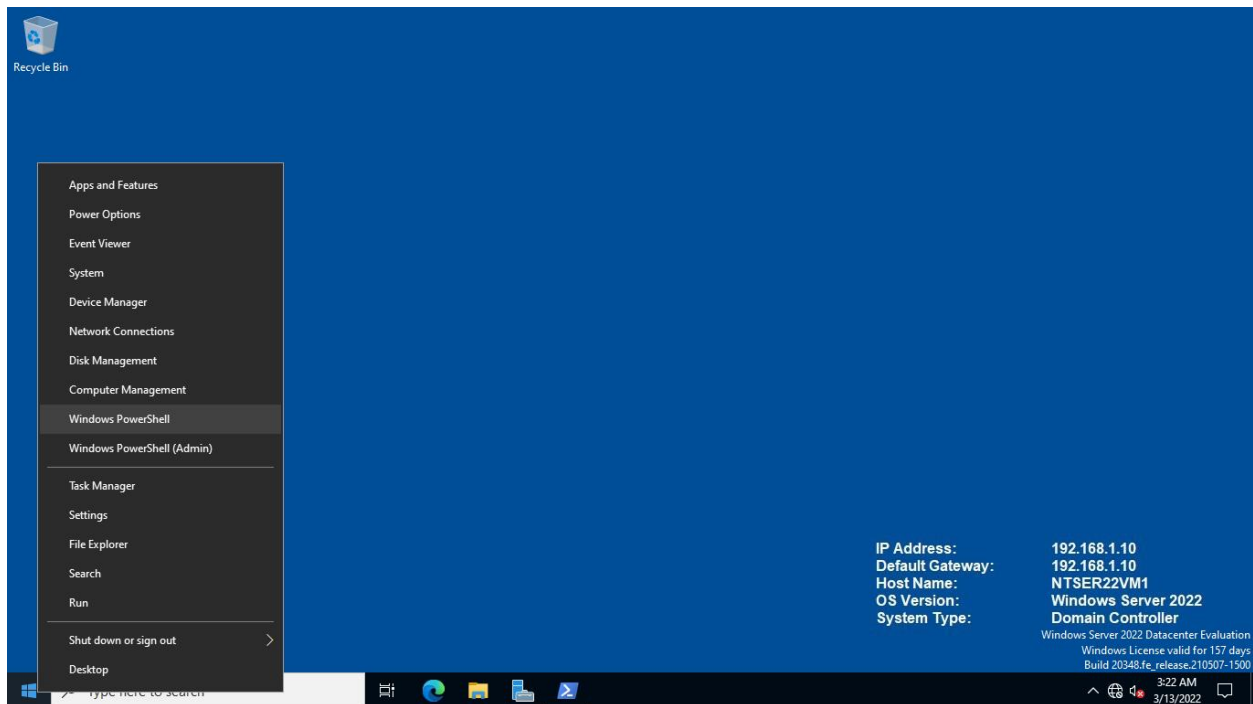 Recycle Bin
Apps and Features
Power Options
Event Viewer
System
Device Manager
Network Connections
Disk Management
Computer Management
Windows PowerShell
Windows PowerShell (Admin)
Task Manager
Settings
File Explorer
Search
Run
Shut down or sign out
Desktop
IP Address: 192.168.1.10
Default Gateway: 192.168.1.10
Host Name: NTSER22VM1
OS Version: Windows Server 2022
System Type: Domain Controller
Windows Server 2022 Datacenter Evaluation
Windows License valid for 157 days
Build 20348.fe_release.210507-1500
Type here to search
3:22 AM
3/13/2022